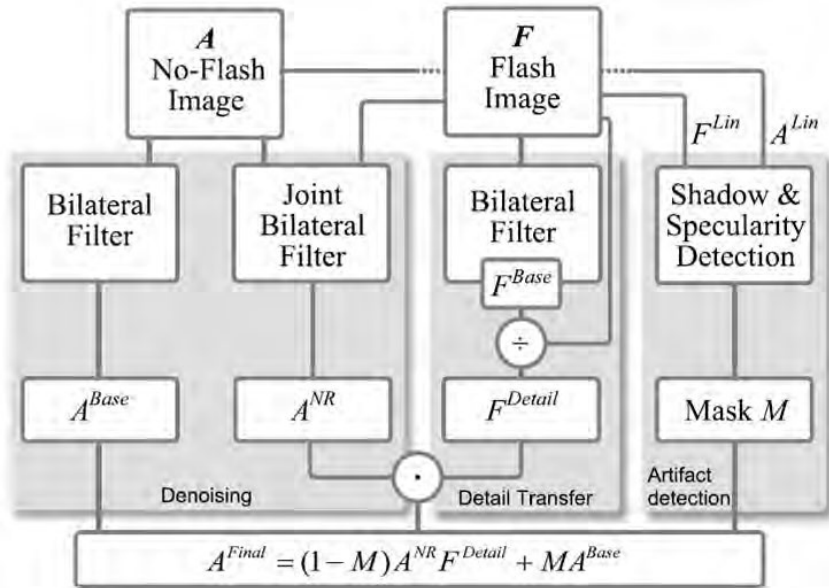 A
No-Flash
Image
F
Flash
Image
F^{Lin}
A^{Lin}
Bilateral
Filter
Joint
Bilateral
Filter
Bilateral
Filter
F^{Base}
÷
Shadow &
Specularity
Detection
A^{Base}
A^{NR}
F^{Detail}
Mask M
·
Denoising
Detail Transfer
Artifact
detection
A^{Final} = (1 − M) A^{NR} F^{Detail} + M A^{Base}